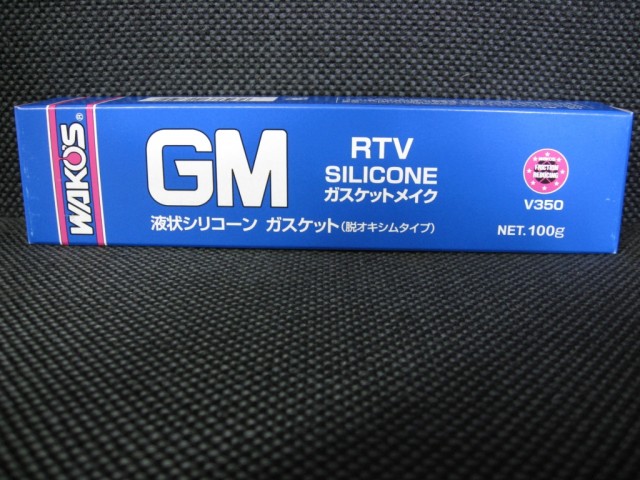 WAKO'S®
GM
RTV
SILICONE
ガスケットメイク
液状シリコーン ガスケット(脱オキシムタイプ)
FRICTION
V350
NET.100g